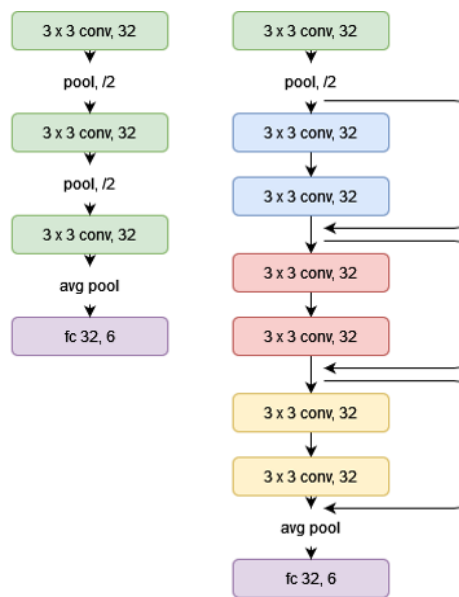 3 x 3 conv, 32
pool, /2
3 x 3 conv, 32
pool, /2
3 x 3 conv, 32
avg pool
fc 32, 6
3 x 3 conv, 32
pool, /2
3 x 3 conv, 32
3 x 3 conv, 32
3 x 3 conv, 32
3 x 3 conv, 32
3 x 3 conv, 32
3 x 3 conv, 32
avg pool
fc 32, 6